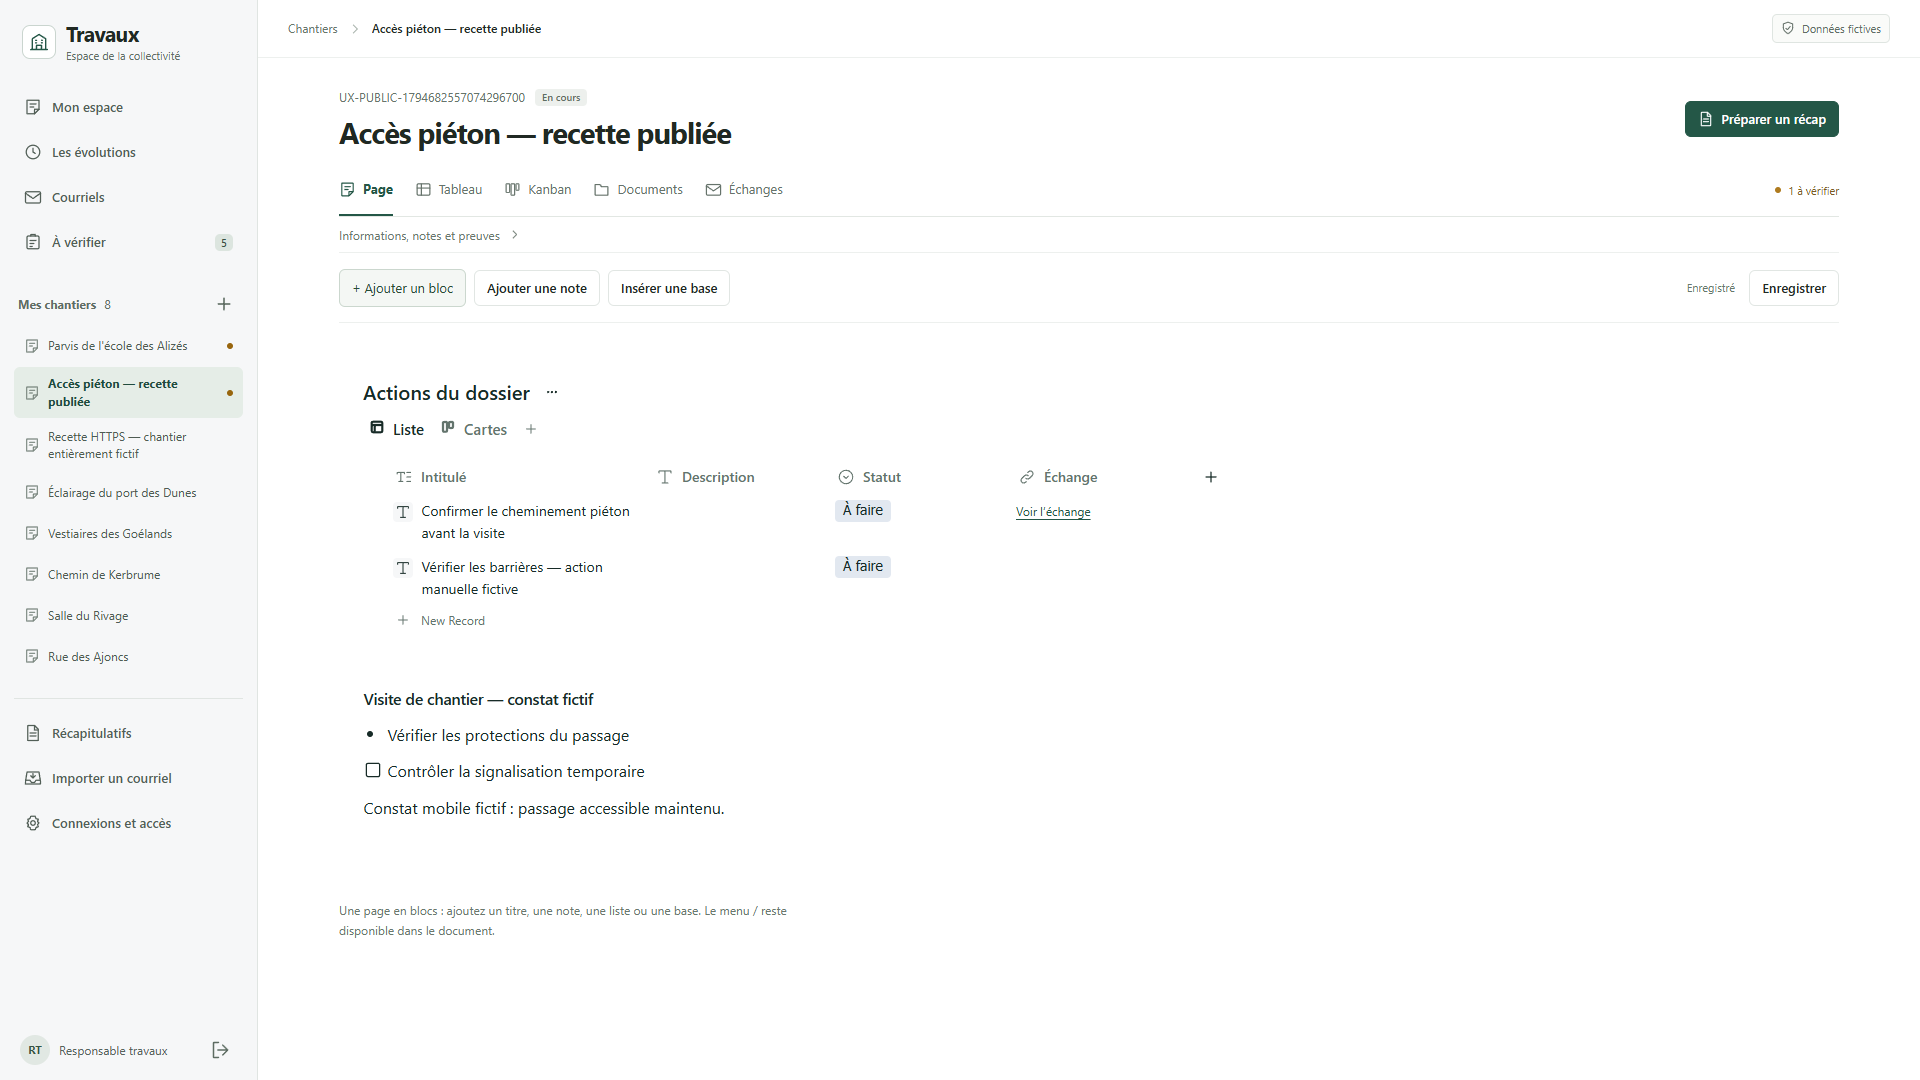 Travaux
Espace de la collectivité
Mon espace
Les évolutions
Courriels
À vérifier 5
Mes chantiers 8
Parvis de l'école des Alizés
Accès piéton — recette
publiée
Recette HTTPS — chantier
entièrement fictif
Éclairage du port des Dunes
Vestiaires des Goélands
Chemin de Kerbrume
Salle du Rivage
Rue des Ajoncs
Récapitulatifs
Importer un courriel
Connexions et accès
RT Responsable travaux
Chantiers Accès piéton — recette publiée
Données fictives
UX-PUBLIC-1794682557074296700 En cours
Accès piéton — recette publiée
Préparer un récap
Page Tableau Kanban Documents Échanges
1 à vérifier
Informations, notes et preuves
+ Ajouter un bloc Ajouter une note Insérer une base
Enregistré Enregistrer
Actions du dossier ...
Liste Cartes +
Intitulé Description Statut Échange +
Confirmer le cheminement piéton
avant la visite
À faire
Voir l'échange
Vérifier les barrières — action
manuelle fictive
À faire
+ New Record
Visite de chantier — constat fictif
• Vérifier les protections du passage
Contrôler la signalisation temporaire
Constat mobile fictif : passage accessible maintenu.
Une page en blocs : ajoutez un titre, une note, une liste ou une base. Le menu / reste
disponible dans le document.